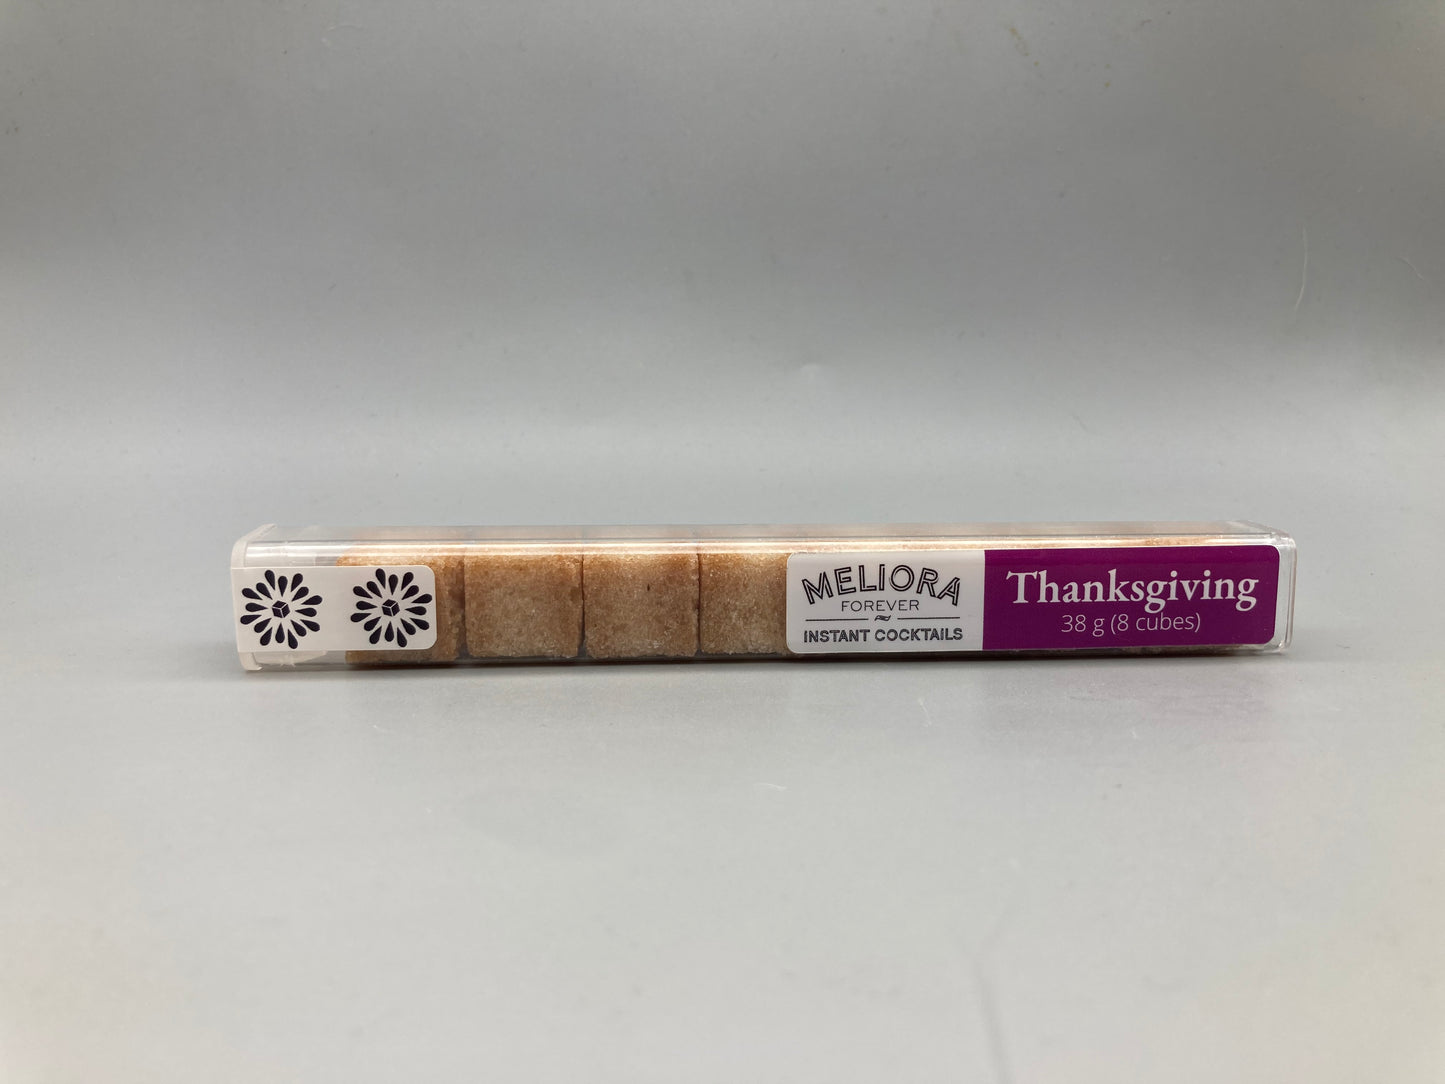 MELIORA
FOREVER
INSTANT COCKTAILS
Thanksgiving
38 g (8 cubes)